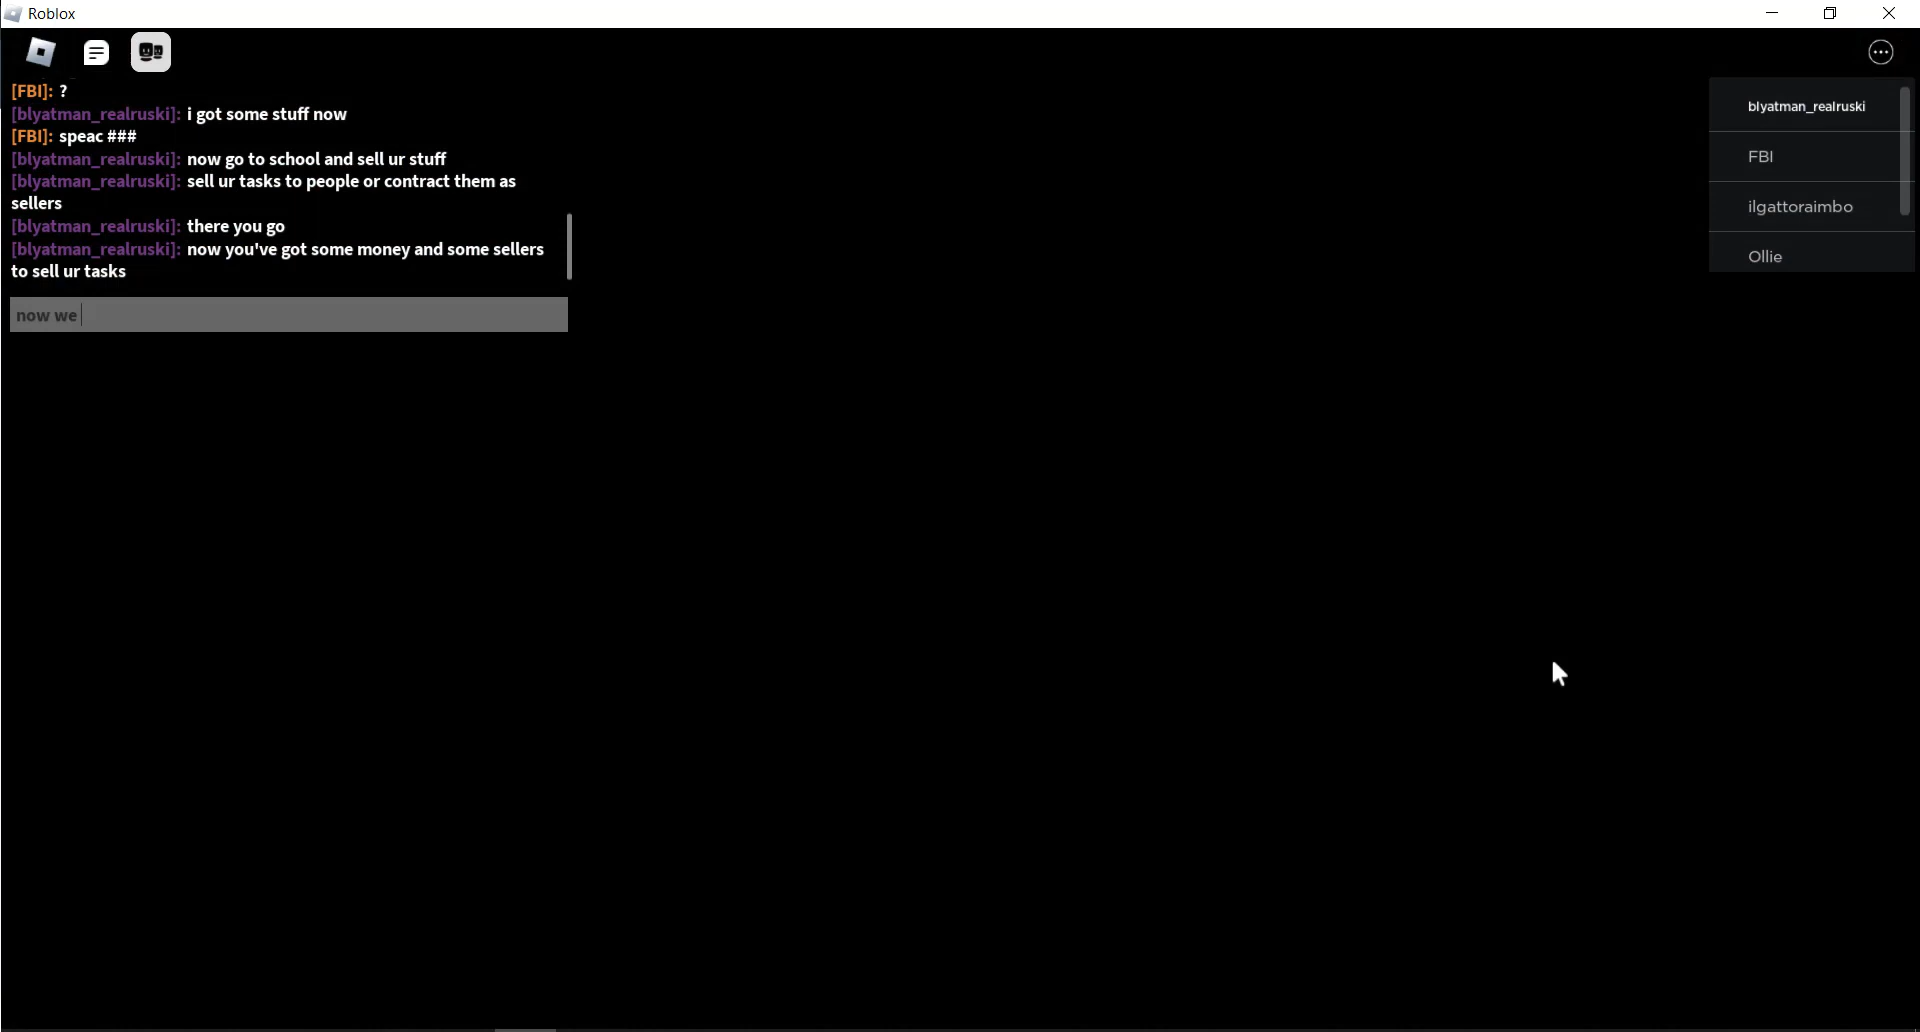 Roblox
[FBI]: ?
[blyatman_realruski]: i got some stuff now
[FBI]: speac ###
[blyatman_realruski]: now go to school and sell ur stuff
[blyatman_realruski]: sell ur tasks to people or contract them as
sellers
[blyatman_realruski]: there you go
[blyatman_realruski]: now you've got some money and some sellers
to sell ur tasks
now we
blyatman_realruski
FBI
ilgattoraimbo
Ollie